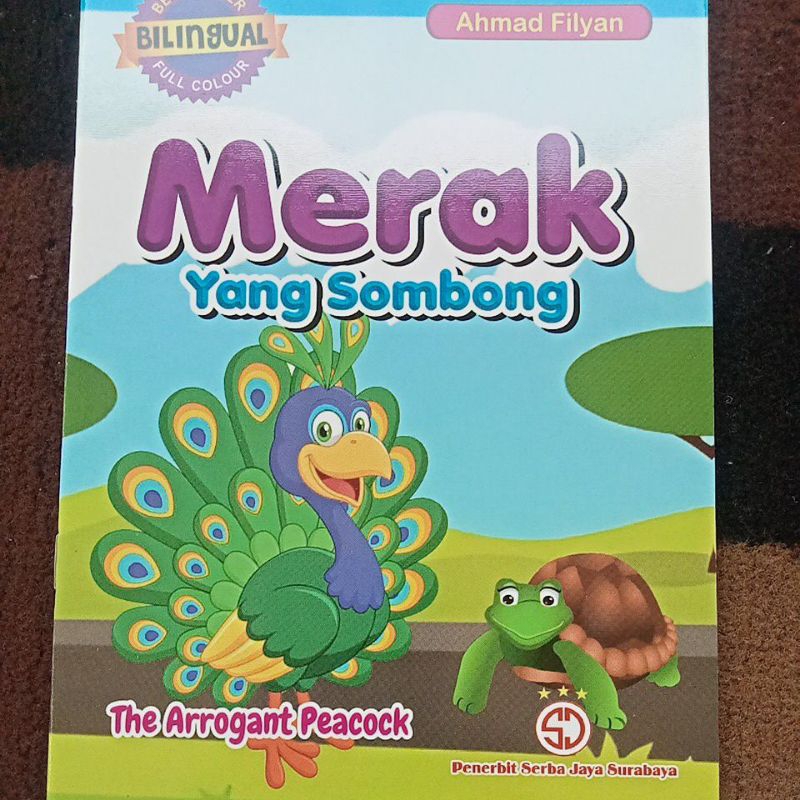 BILINGUAL
FULL COLOUR
Ahmad Filyan
Merak
Yang Sombong
The Arrogant Peacock
Penerbit Serba Jaya Surabaya